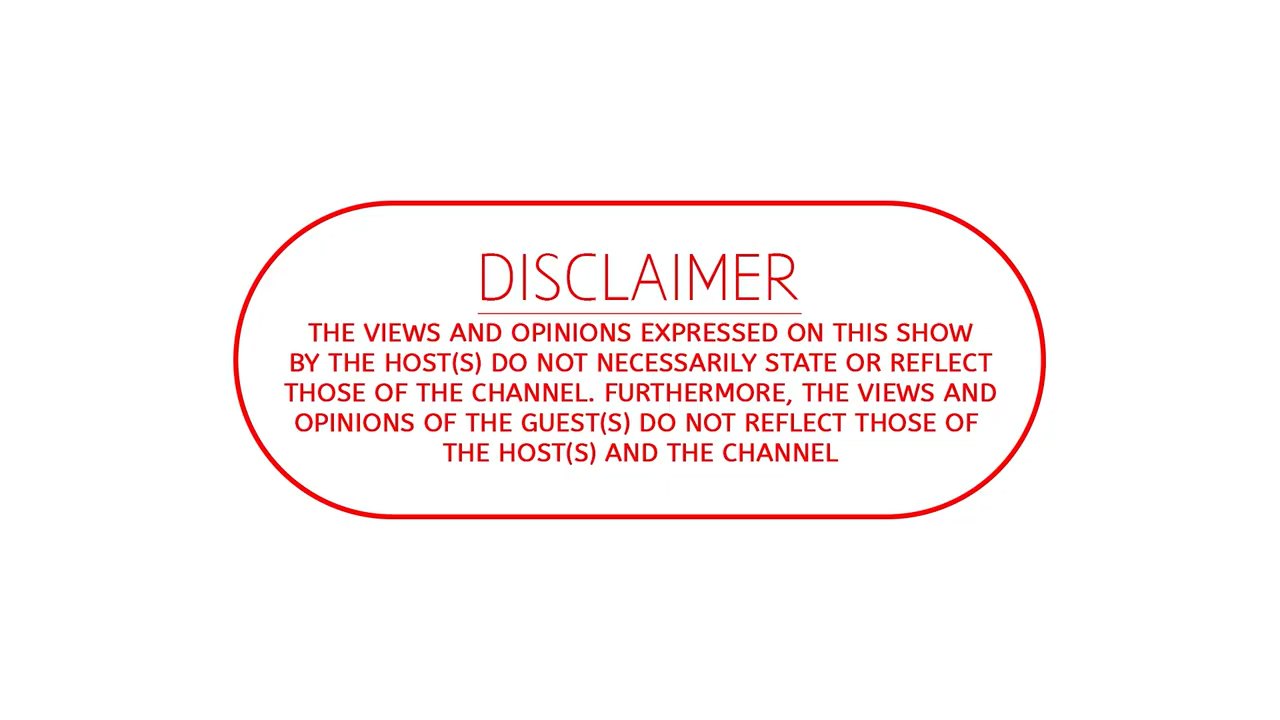 DISCLAIMER
THE VIEWS AND OPINIONS EXPRESSED ON THIS SHOW
BY THE HOST(S) DO NOT NECESSARILY STATE OR REFLECT
THOSE OF THE CHANNEL. FURTHERMORE, THE VIEWS AND
OPINIONS OF THE GUEST(S) DO NOT REFLECT THOSE OF
THE HOST(S) AND THE CHANNEL